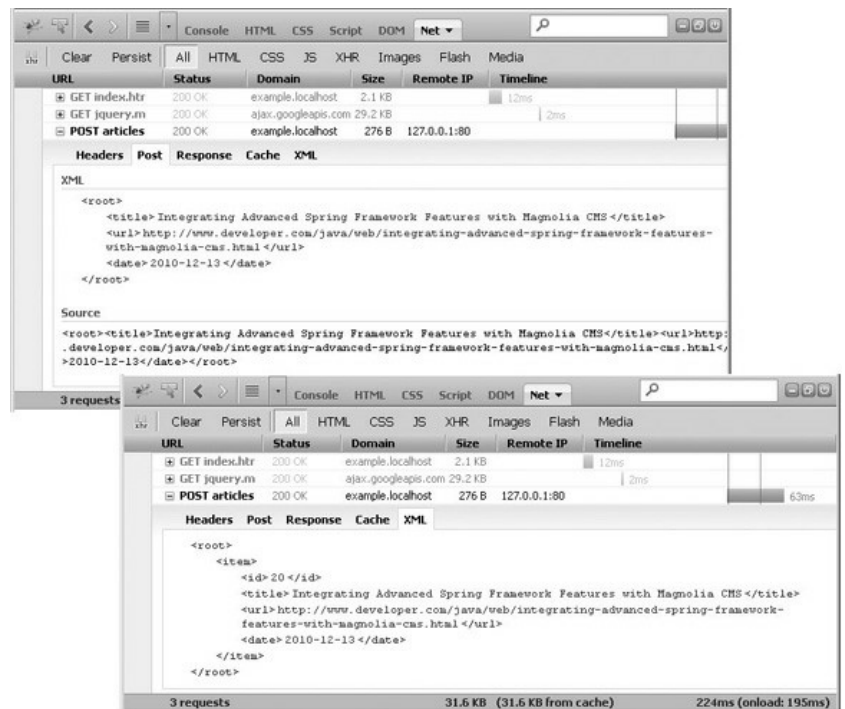 Console HTML CSS Script DOM Net
Clear Persist All HTML CSS JS XHR Images Flash Media
URL Status Domain Size Remote IP Timeline
GET index.htr 200 OK example.localhost 2.1 KB 12ms
GET jquery.m 200 OK ajax.googleapis.com 29.2 KB 2ms
POST articles 200 OK example.localhost 276 B 127.0.0.1:80
Headers Post Response Cache XML
XML
<root>
<title>Integrating Advanced Spring Framework Features with Magnolia CMS</title>
<url>http://www.developer.com/java/web/integrating-advanced-spring-framework-features-
with-magnolia-cms.html</url>
<date>2010-12-13</date>
</root>
Source
<root><title>Integrating Advanced Spring Framework Features with Magnolia CMS</title><url>http:
.developer.com/java/web/integrating-advanced-spring-framework-features-with-magnolia-cms.html</
>2010-12-13</date></root>
3 requests
Console HTML CSS Script DOM Net
Clear Persist All HTML CSS JS XHR Images Flash Media
URL Status Domain Size Remote IP Timeline
GET index.htr 200 OK example.localhost 2.1 KB 12ms
GET jquery.m 200 OK ajax.googleapis.com 29.2 KB 2ms
POST articles 200 OK example.localhost 276 B 127.0.0.1:80 63ms
Headers Post Response Cache XML
<root>
<item>
<id>20</id>
<title>Integrating Advanced Spring Framework Features with Magnolia CMS</title>
<url>http://www.developer.com/java/web/integrating-advanced-spring-framework-
features-with-magnolia-cms.html</url>
<date>2010-12-13</date>
</item>
</root>
3 requests 31.6 KB (31.6 KB from cache) 224ms (onload: 195ms)